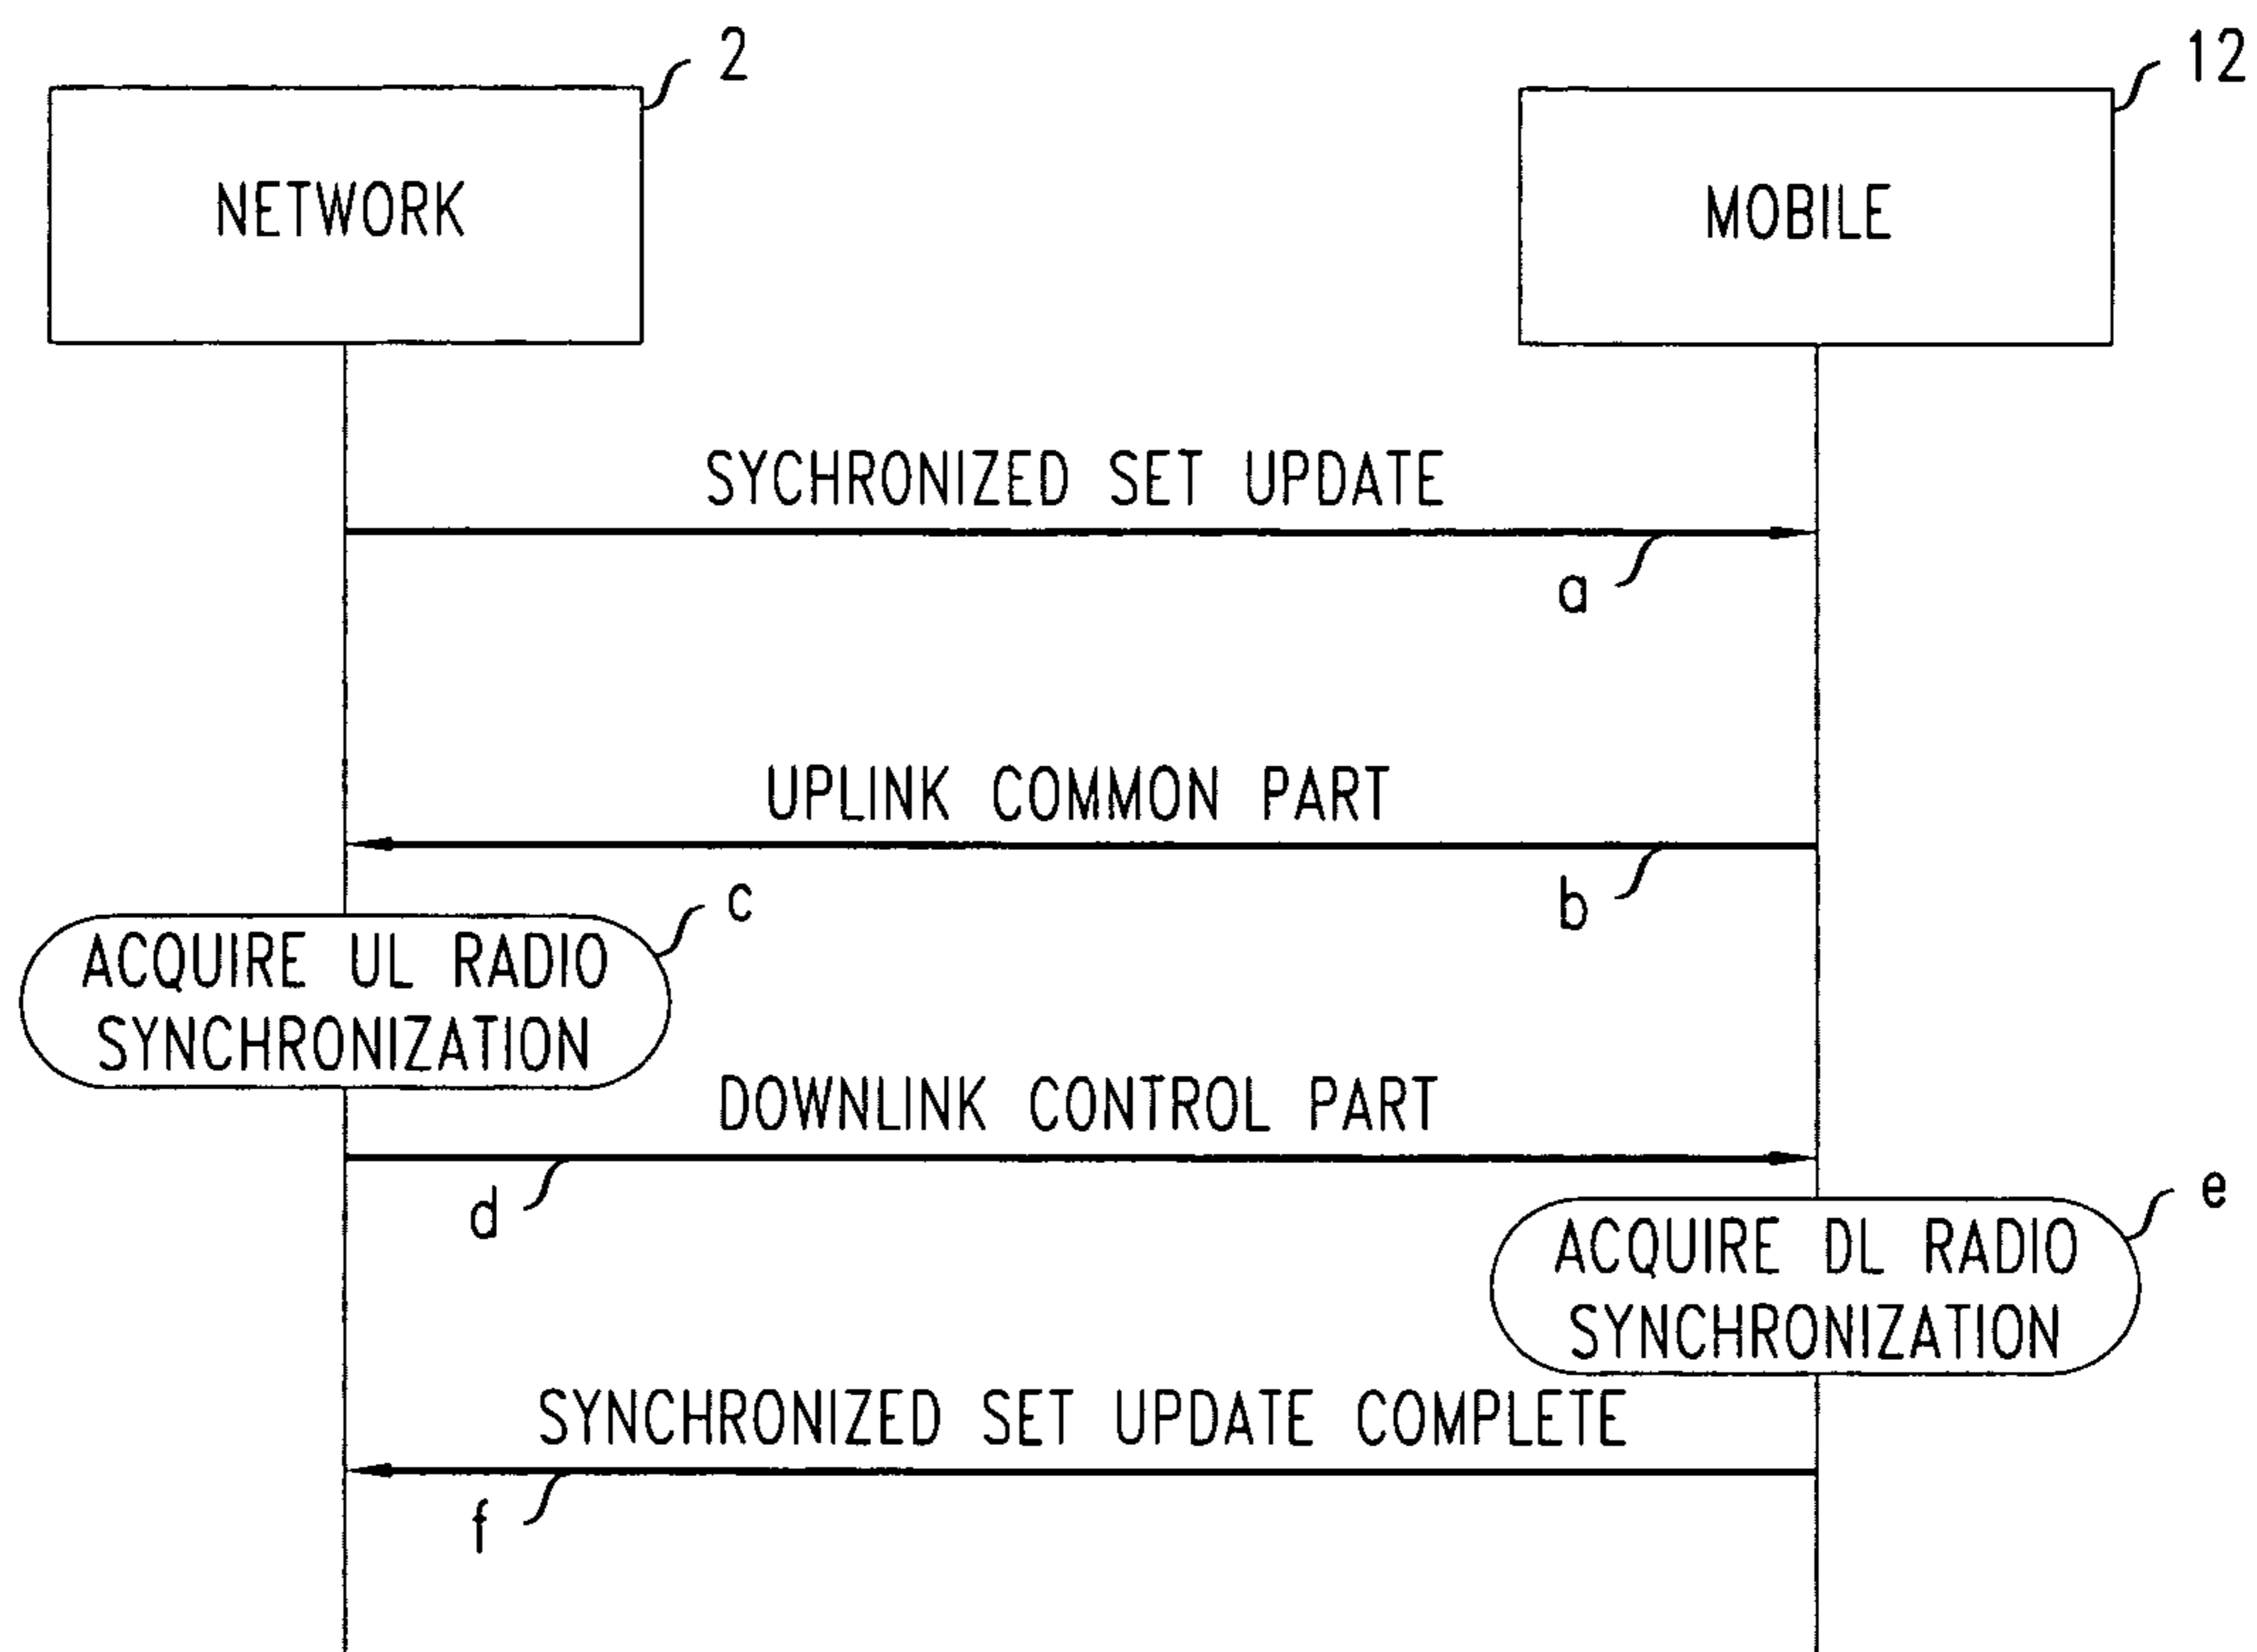 2
12
NETWORK
MOBILE
SYCHRONIZED SET UPDATE
a
UPLINK COMMON PART
b
c
ACQUIRE UL RADIO
SYNCHRONIZATION
DOWNLINK CONTROL PART
d
e
ACQUIRE DL RADIO
SYNCHRONIZATION
SYNCHRONIZED SET UPDATE COMPLETE
f